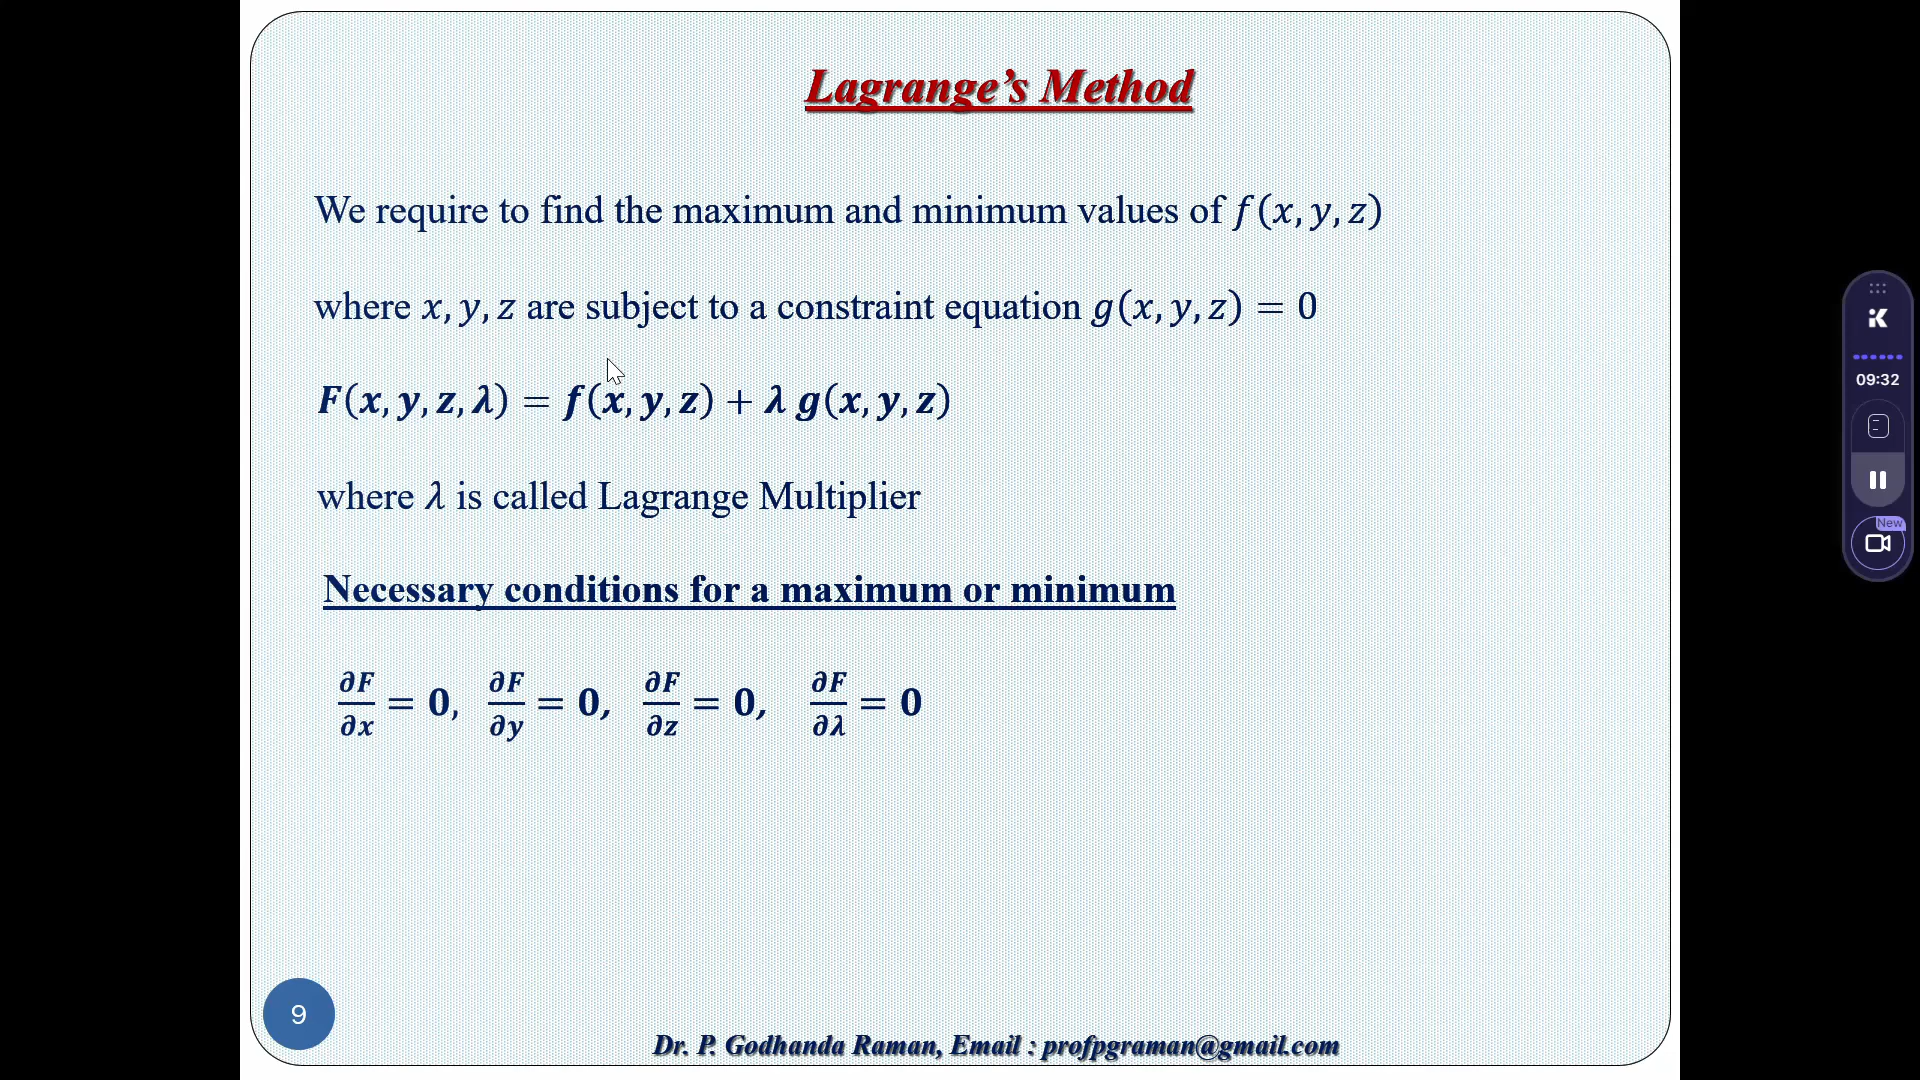 Lagrange’s Method
We require to find the maximum and minimum values of f(x, y, z)
where x, y, z are subject to a constraint equation g(x, y, z) = 0
F(x, y, z, λ) = f(x, y, z) + λ g(x, y, z)
where λ is called Lagrange Multiplier
Necessary conditions for a maximum or minimum
∂F/∂x = 0, ∂F/∂y = 0, ∂F/∂z = 0, ∂F/∂λ = 0
9
Dr. P. Godhanda Raman, Email : profpgraman@gmail.com
09:32
New